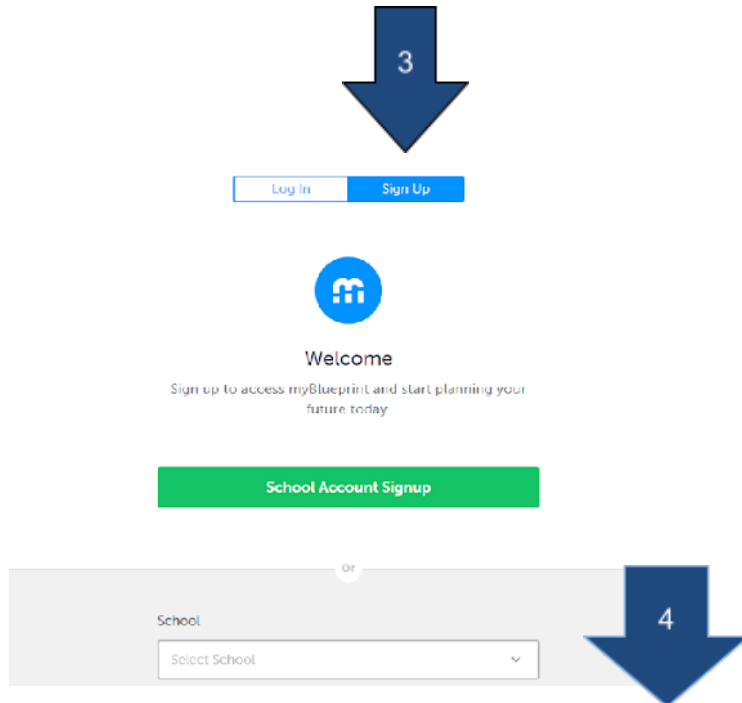 3
Log In Sign Up
m
Welcome
Sign up to access myBlueprint and start planning your
future today
School Account Signup
or
School
Select School
4